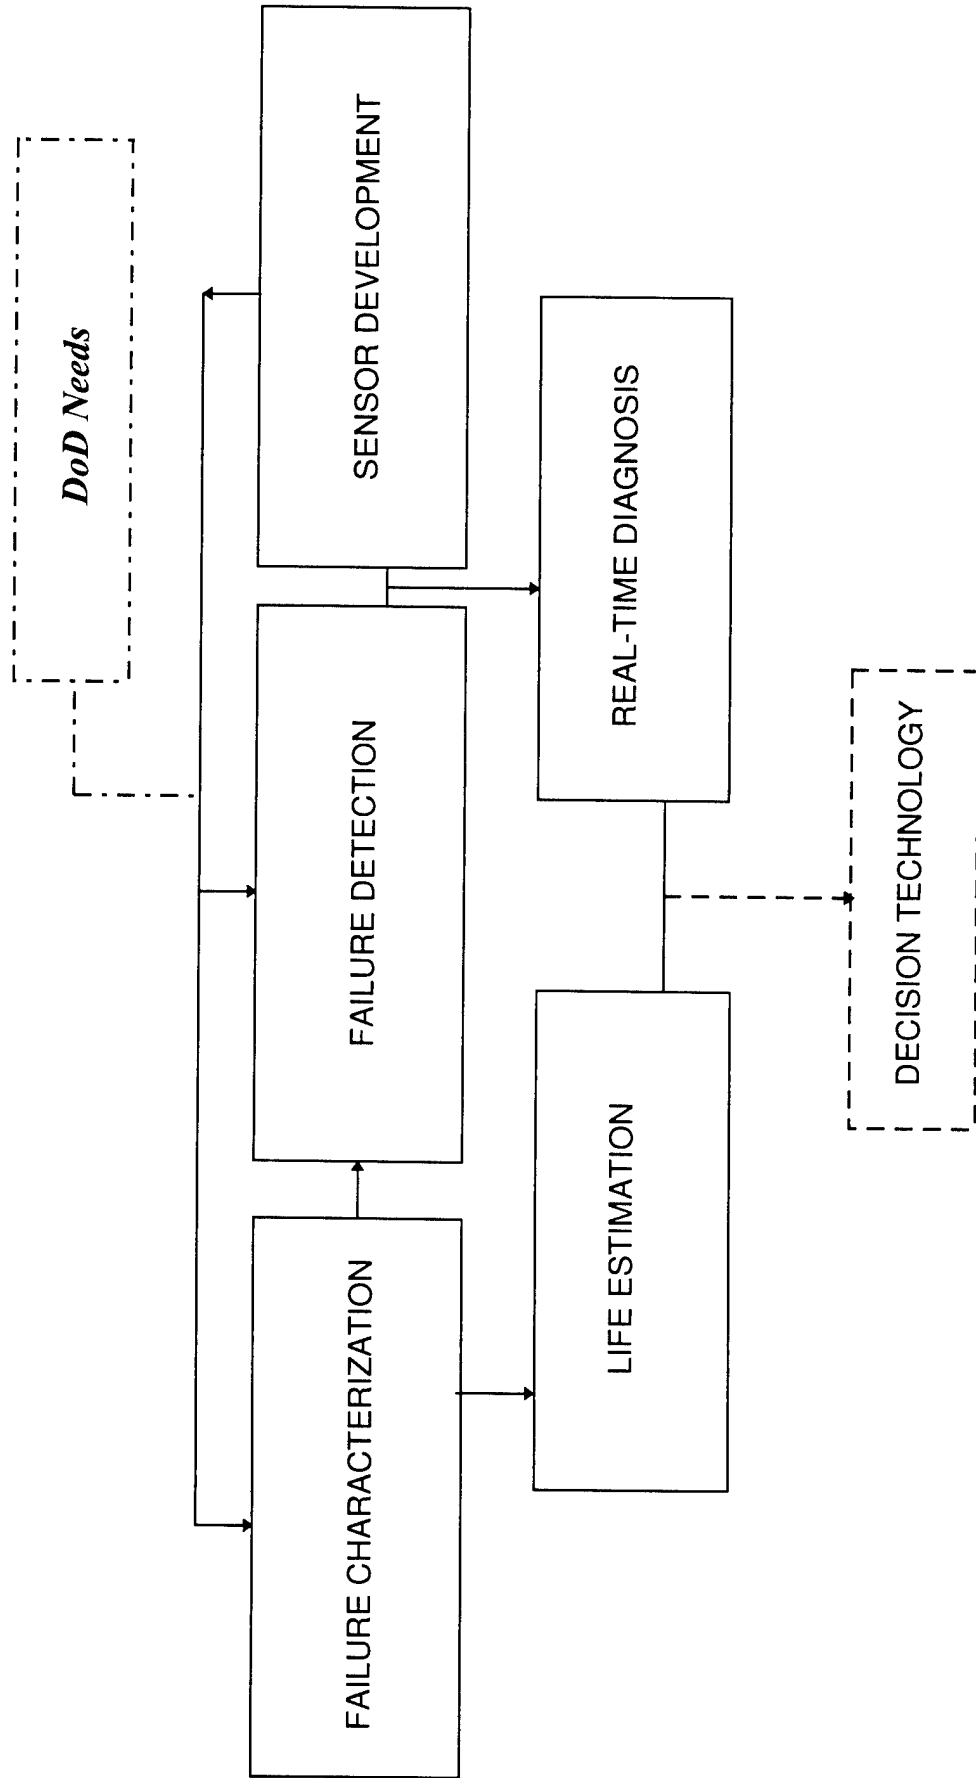 DoD Needs
FAILURE CHARACTERIZATION
FAILURE DETECTION
SENSOR DEVELOPMENT
LIFE ESTIMATION
REAL-TIME DIAGNOSIS
DECISION TECHNOLOGY